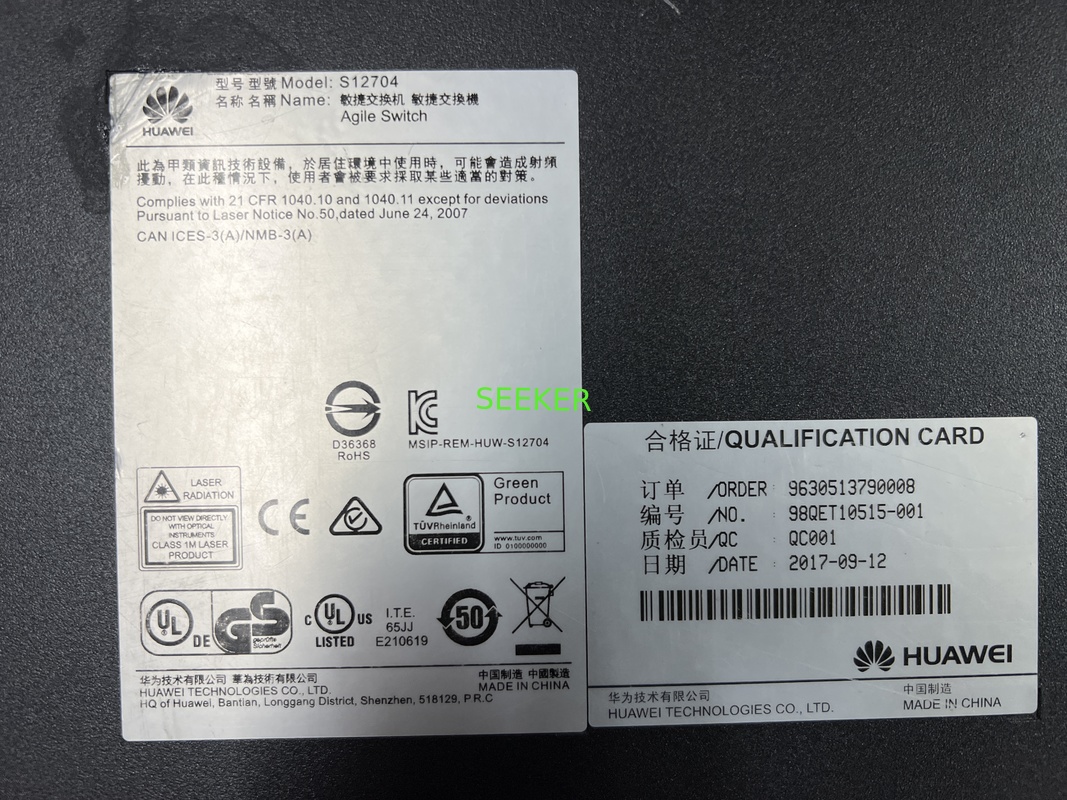 HUAWEI
型号 型號 Model: S12704
名称 名稱 Name: 敏捷交换机 敏捷交換機
Agile Switch
此為甲類資訊技術設備，於居住環境中使用時，可能會造成射頻
擾動，在此種情況下，使用者會被要求採取某些適當的對策。
Complies with 21 CFR 1040.10 and 1040.11 except for deviations
Pursuant to Laser Notice No.50,dated June 24, 2007
CAN ICES-3(A)/NMB-3(A)
D36368
RoHS
MSIP-REM-HUW-S12704
SEEKER
LASER
RADIATION
DO NOT VIEW DIRECTLY
WITH OPTICAL
INSTRUMENTS
CLASS 1M LASER
PRODUCT
CE
TÜVRheinland
®
CERTIFIED
Green
Product
www.tuv.com
ID 0100000000
UL
DE
GS
geprüfte
Sicherheit
C UL US
LISTED
I.T.E.
65JJ
E210619
50
华为技术有限公司 華為技術有限公司
中国制造 中國製造
HUAWEI TECHNOLOGIES CO., LTD.
MADE IN CHINA
HQ of Huawei, Bantian, Longgang District, Shenzhen, 518129, P.R.C
合格证/QUALIFICATION CARD
订单 /ORDER : 9630513790008
编号 /NO. : 98QET10515-001
质检员/QC : QC001
日期 /DATE : 2017-09-12
HUAWEI
华为技术有限公司
中国制造
HUAWEI TECHNOLOGIES CO., LTD.
MADE IN CHINA